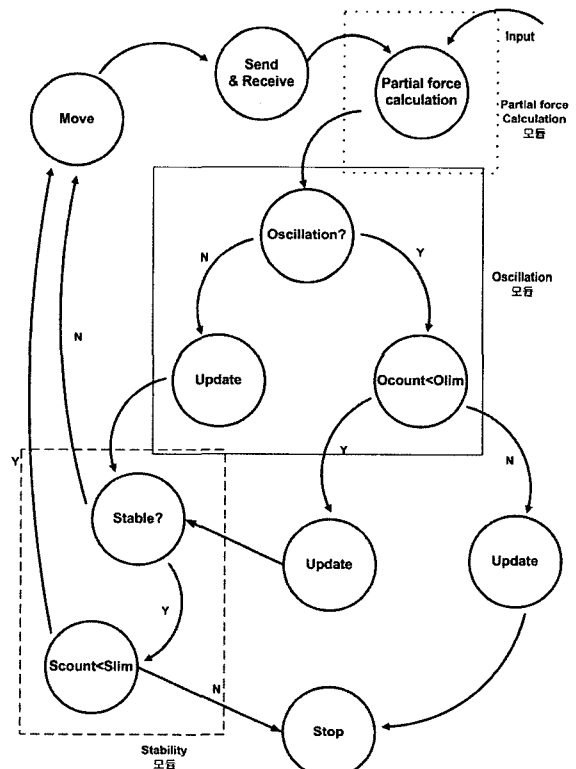 Input
Send
& Receive
Partial force
calculation
Move
Partial force
Calculation
모듈
Oscillation?
N
Y
Oscillation
모듈
N
Update
Ocount<Olim
Y
Y
N
Stable?
Update
Update
Y
Scount<Slim
N
Stop
Stability
모듈